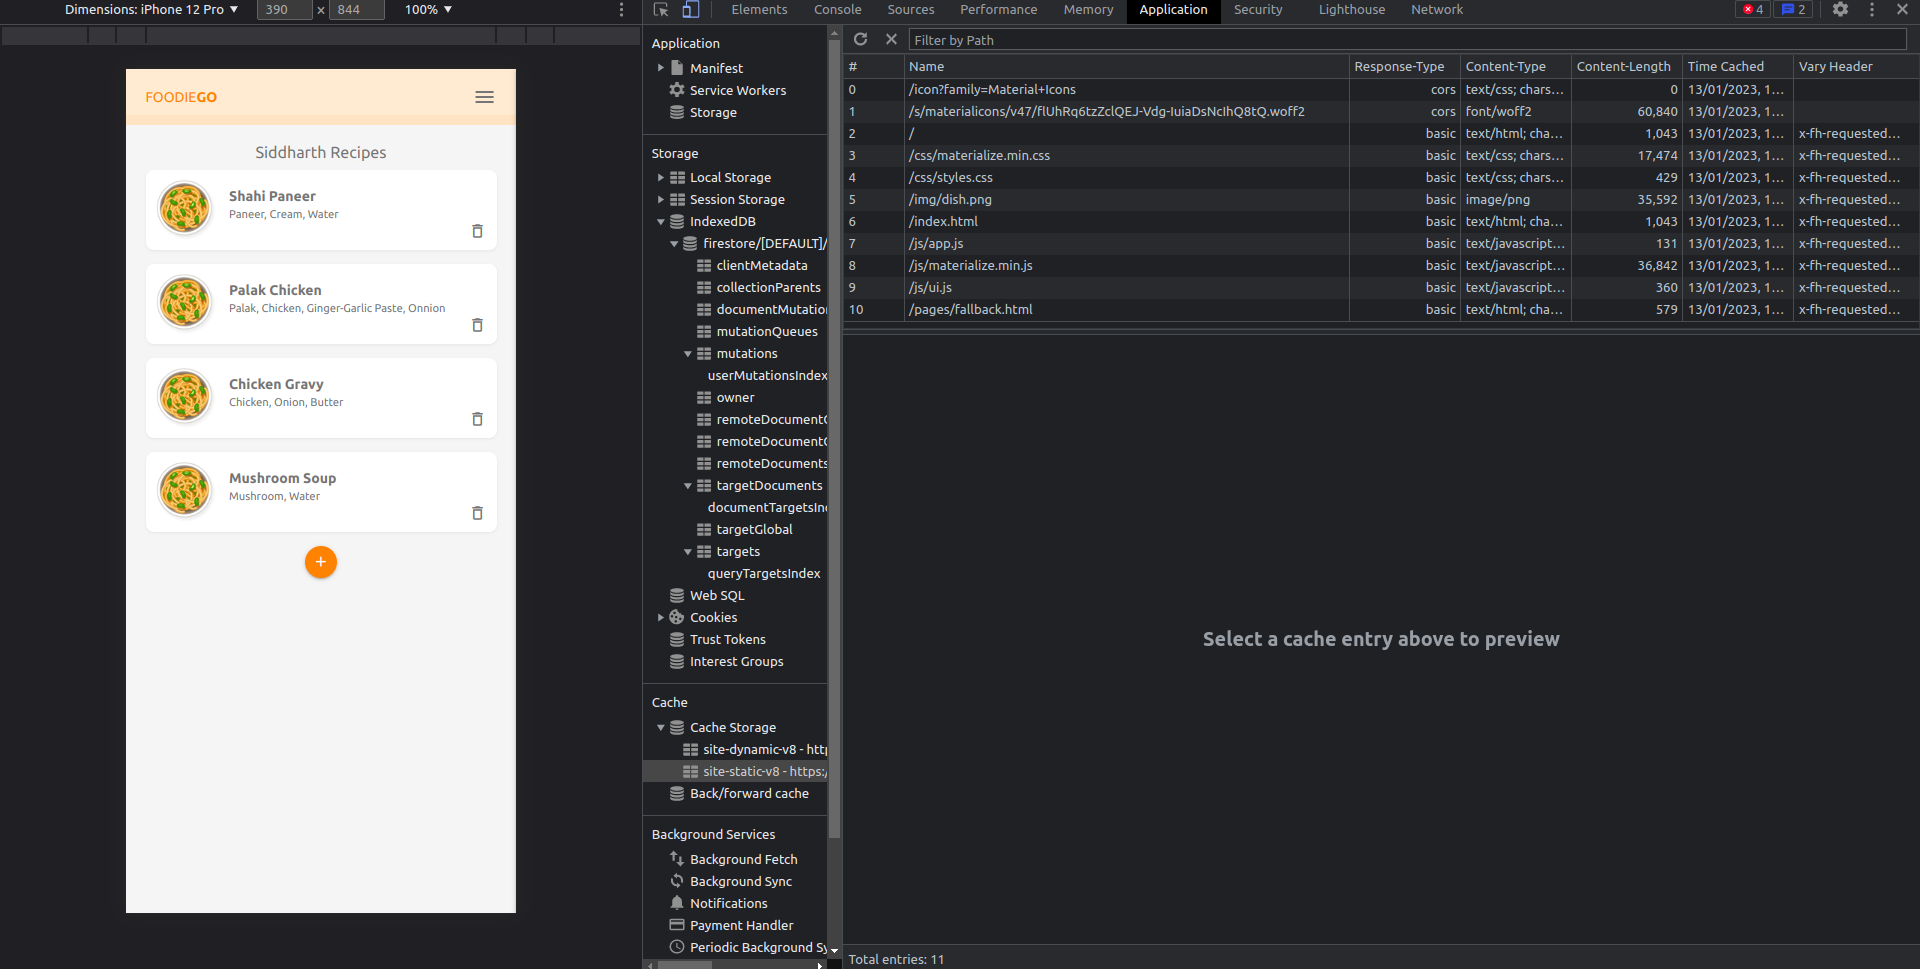 Dimensions: iPhone 12 Pro ▼ 390 × 844 100% ▼
Elements Console Sources Performance Memory Application Security Lighthouse Network 4 2
FOODIEGO
Siddharth Recipes
Shahi Paneer
Paneer, Cream, Water
Palak Chicken
Palak, Chicken, Ginger-Garlic Paste, Onnion
Chicken Gravy
Chicken, Onion, Butter
Mushroom Soup
Mushroom, Water
+
Application
Manifest
Service Workers
Storage
Storage
Local Storage
Session Storage
IndexedDB
firestore/[DEFAULT]/
clientMetadata
collectionParents
documentMutation
mutationQueues
mutations
userMutationsIndex
owner
remoteDocumentC
remoteDocumentC
remoteDocuments
targetDocuments
documentTargetsInd
targetGlobal
targets
queryTargetsIndex
Web SQL
Cookies
Trust Tokens
Interest Groups
Cache
Cache Storage
site-dynamic-v8 - http
site-static-v8 - https:/
Back/forward cache
Background Services
Background Fetch
Background Sync
Notifications
Payment Handler
Periodic Background Sy
Filter by Path
# Name Response-Type Content-Type Content-Length Time Cached Vary Header
0 /icon?family=Material+Icons cors text/css; chars... 0 13/01/2023, 1...
1 /s/materialicons/v47/flUhRq6tzZclQEJ-Vdg-IuiaDsNcIhQ8tQ.woff2 cors font/woff2 60,840 13/01/2023, 1...
2 / basic text/html; cha... 1,043 13/01/2023, 1... x-fh-requested...
3 /css/materialize.min.css basic text/css; chars... 17,474 13/01/2023, 1... x-fh-requested...
4 /css/styles.css basic text/css; chars... 429 13/01/2023, 1... x-fh-requested...
5 /img/dish.png basic image/png 35,592 13/01/2023, 1... x-fh-requested...
6 /index.html basic text/html; cha... 1,043 13/01/2023, 1... x-fh-requested...
7 /js/app.js basic text/javascript... 131 13/01/2023, 1... x-fh-requested...
8 /js/materialize.min.js basic text/javascript... 36,842 13/01/2023, 1... x-fh-requested...
9 /js/ui.js basic text/javascript... 360 13/01/2023, 1... x-fh-requested...
10 /pages/fallback.html basic text/html; cha... 579 13/01/2023, 1... x-fh-requested...
Select a cache entry above to preview
Total entries: 11